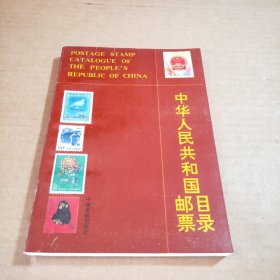 POSTAGE STAMP
CATALOGUE OF
THE PEOPLE'S
REPUBLIC OF CHINA
中华人民共和国
邮票
目录